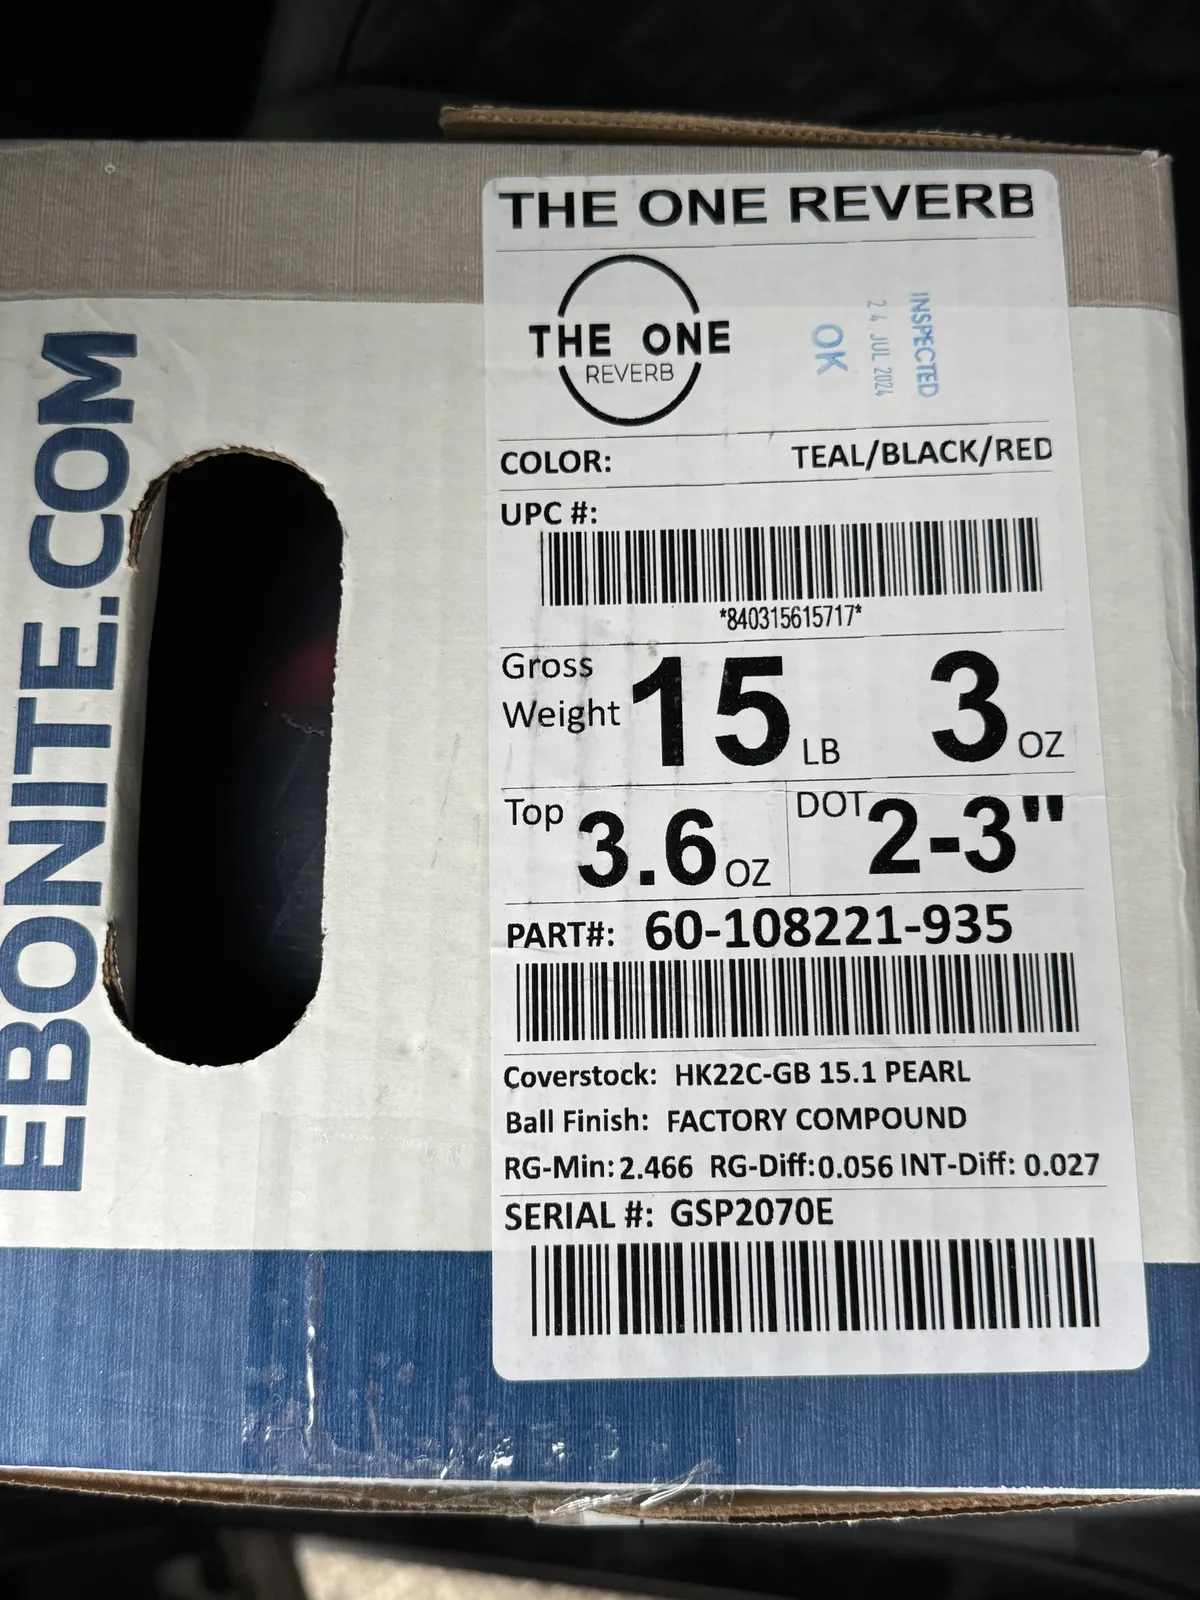 EBONITE.COM
THE ONE REVERB
THE ONE
REVERB
INSPECTED
24 JUL 2024
OK
COLOR: TEAL/BLACK/RED
UPC #:
*840315615717*
Gross Weight 15 LB 3 OZ
Top 3.6 OZ DOT 2-3"
PART#: 60-108221-935
Coverstock: HK22C-GB 15.1 PEARL
Ball Finish: FACTORY COMPOUND
RG-Min: 2.466 RG-Diff: 0.056 INT-Diff: 0.027
SERIAL #: GSP2070E